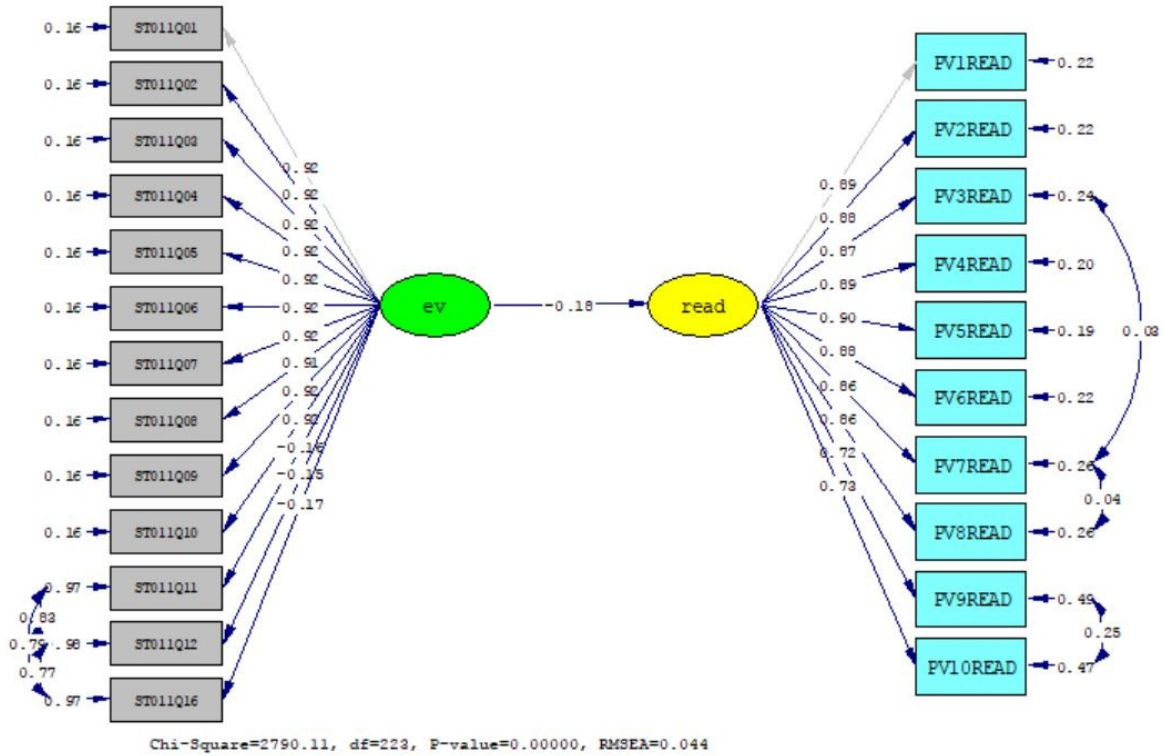 0.16
ST011Q01
0.16
ST011Q02
0.16
ST011Q03
0.16
ST011Q04
0.16
ST011Q05
0.16
ST011Q06
0.16
ST011Q07
0.16
ST011Q08
0.16
ST011Q09
0.16
ST011Q10
0.97
ST011Q11
0.98
ST011Q12
0.97
ST011Q16
0.83
0.79
0.77
0.92
0.92
0.92
0.92
0.92
0.92
0.92
0.91
0.92
0.92
-0.16
-0.15
-0.17
ev
-0.18
read
0.89
0.88
0.87
0.89
0.90
0.88
0.86
0.86
0.72
0.73
PV1READ
0.22
PV2READ
0.22
PV3READ
0.24
PV4READ
0.20
PV5READ
0.19
PV6READ
0.22
PV7READ
0.26
PV8READ
0.26
PV9READ
0.49
PV10READ
0.47
0.03
0.04
0.25
Chi-Square=2790.11, df=223, P-value=0.00000, RMSEA=0.044